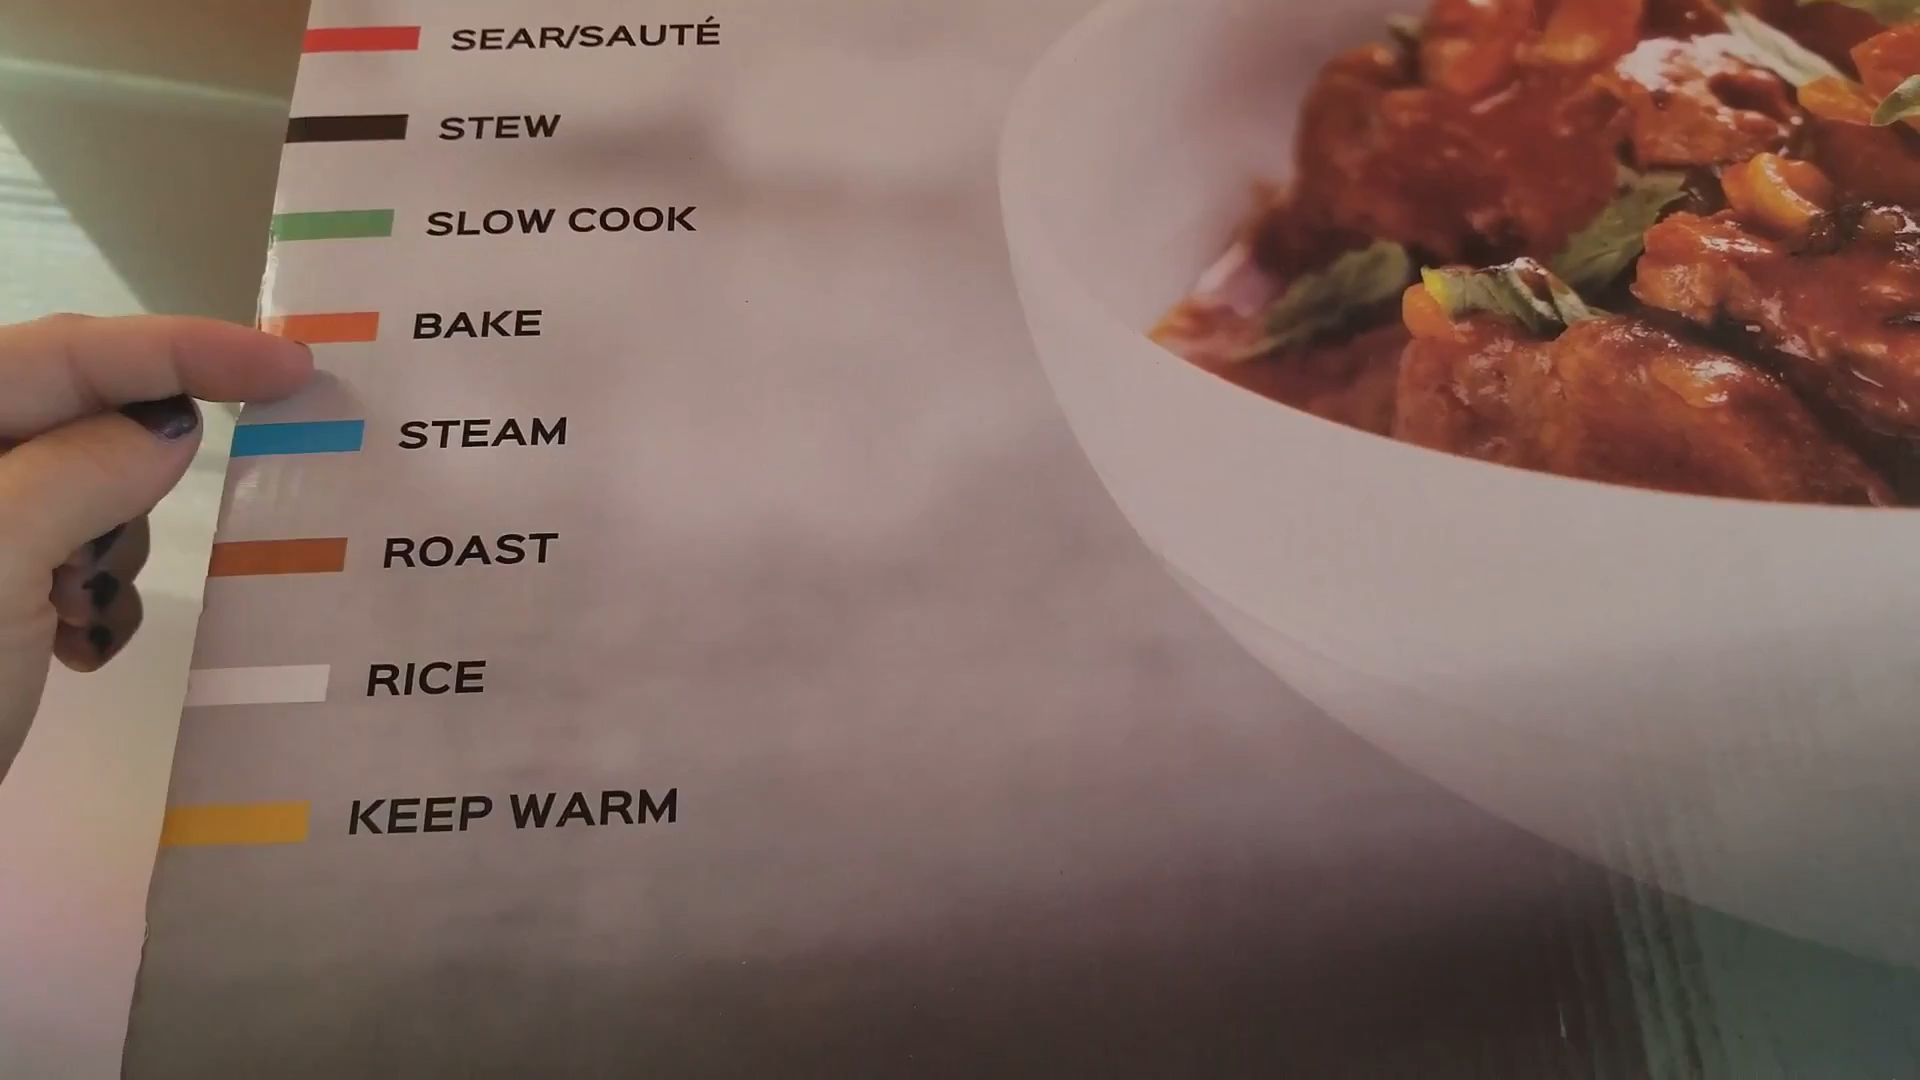 SEAR/SAUTÉ
STEW
SLOW COOK
BAKE
STEAM
ROAST
RICE
KEEP WARM